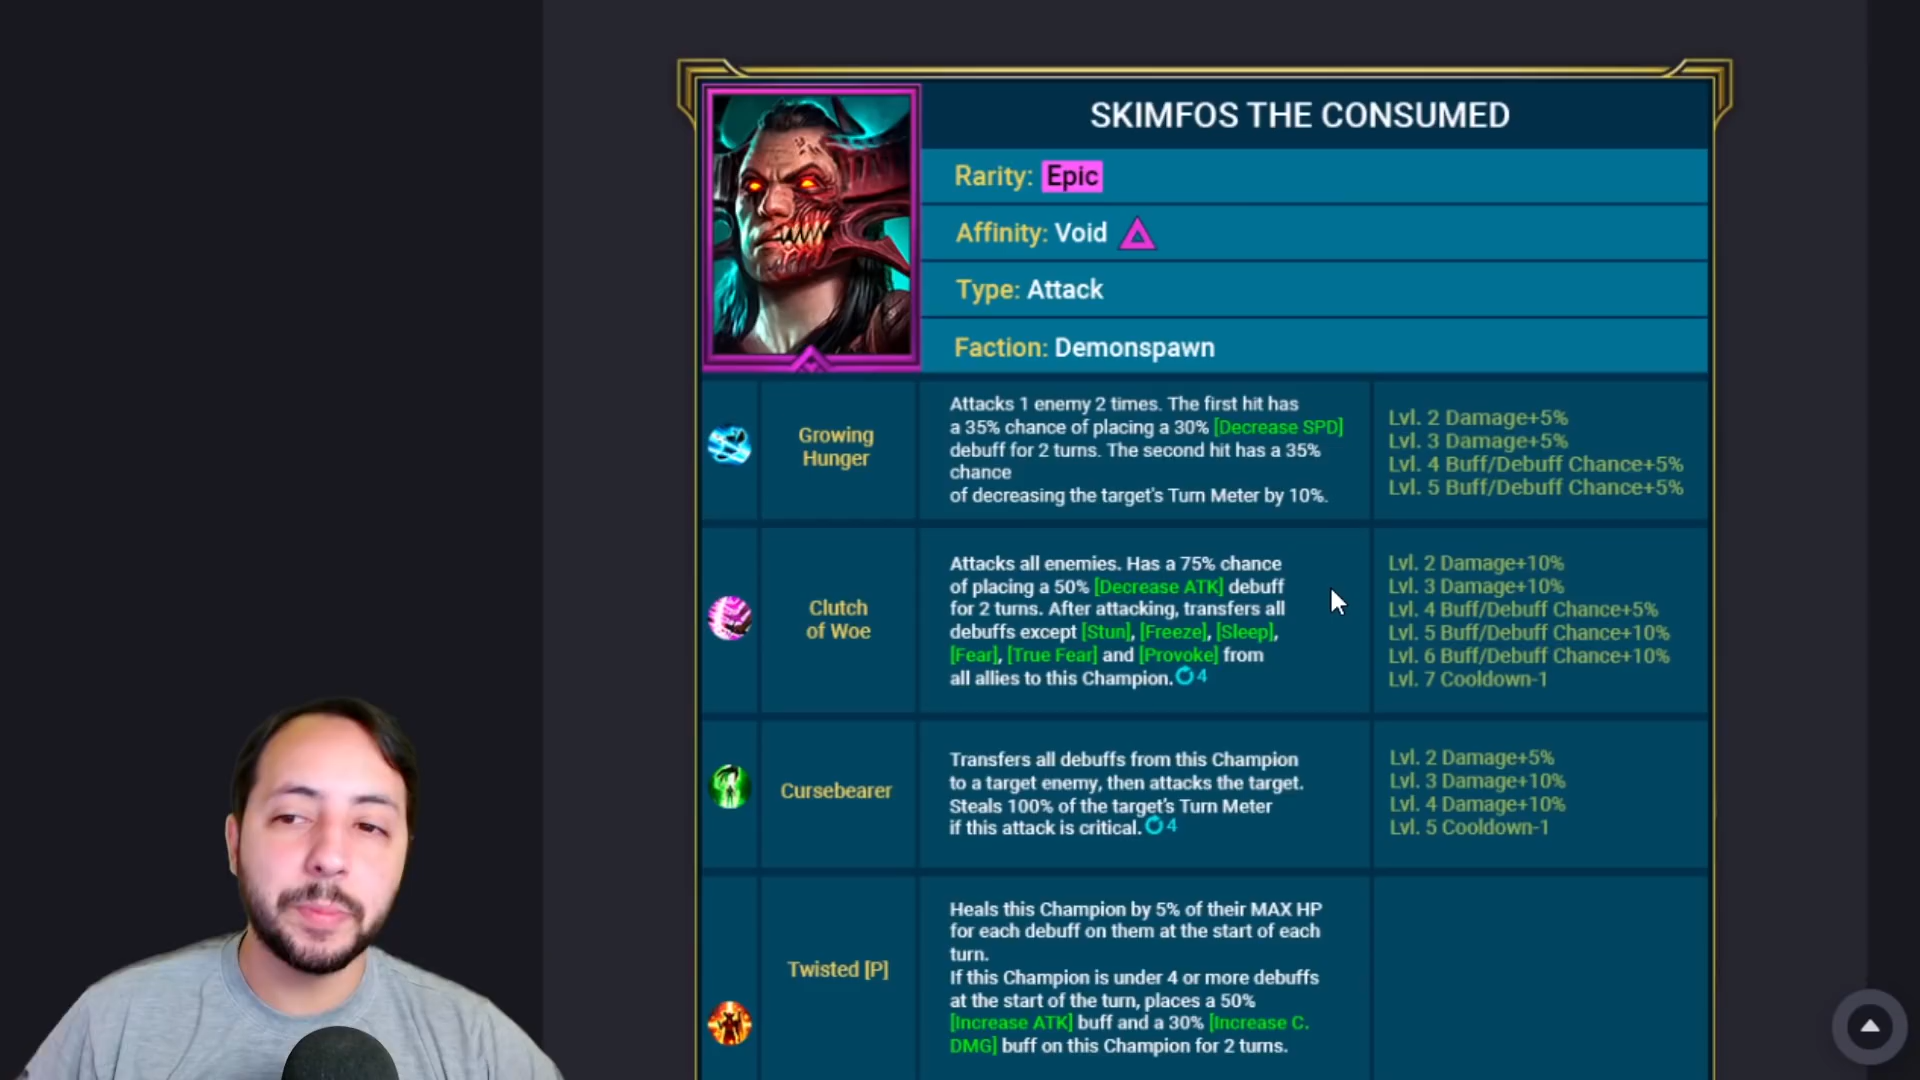 SKIMFOS THE CONSUMED
Rarity: Epic
Affinity: Void
Type: Attack
Faction: Demonspawn
Growing
Hunger
Attacks 1 enemy 2 times. The first hit has
a 35% chance of placing a 30% [Decrease SPD]
debuff for 2 turns. The second hit has a 35%
chance
of decreasing the target's Turn Meter by 10%.
Lvl. 2 Damage+5%
Lvl. 3 Damage+5%
Lvl. 4 Buff/Debuff Chance+5%
Lvl. 5 Buff/Debuff Chance+5%
Clutch
of Woe
Attacks all enemies. Has a 75% chance
of placing a 50% [Decrease ATK] debuff
for 2 turns. After attacking, transfers all
debuffs except [Stun], [Freeze], [Sleep],
[Fear], [True Fear] and [Provoke] from
all allies to this Champion. 4
Lvl. 2 Damage+10%
Lvl. 3 Damage+10%
Lvl. 4 Buff/Debuff Chance+5%
Lvl. 5 Buff/Debuff Chance+10%
Lvl. 6 Buff/Debuff Chance+10%
Lvl. 7 Cooldown-1
Cursebearer
Transfers all debuffs from this Champion
to a target enemy, then attacks the target.
Steals 100% of the target's Turn Meter
if this attack is critical. 4
Lvl. 2 Damage+5%
Lvl. 3 Damage+10%
Lvl. 4 Damage+10%
Lvl. 5 Cooldown-1
Twisted [P]
Heals this Champion by 5% of their MAX HP
for each debuff on them at the start of each
turn.
If this Champion is under 4 or more debuffs
at the start of the turn, places a 50%
[Increase ATK] buff and a 30% [Increase C.
DMG] buff on this Champion for 2 turns.